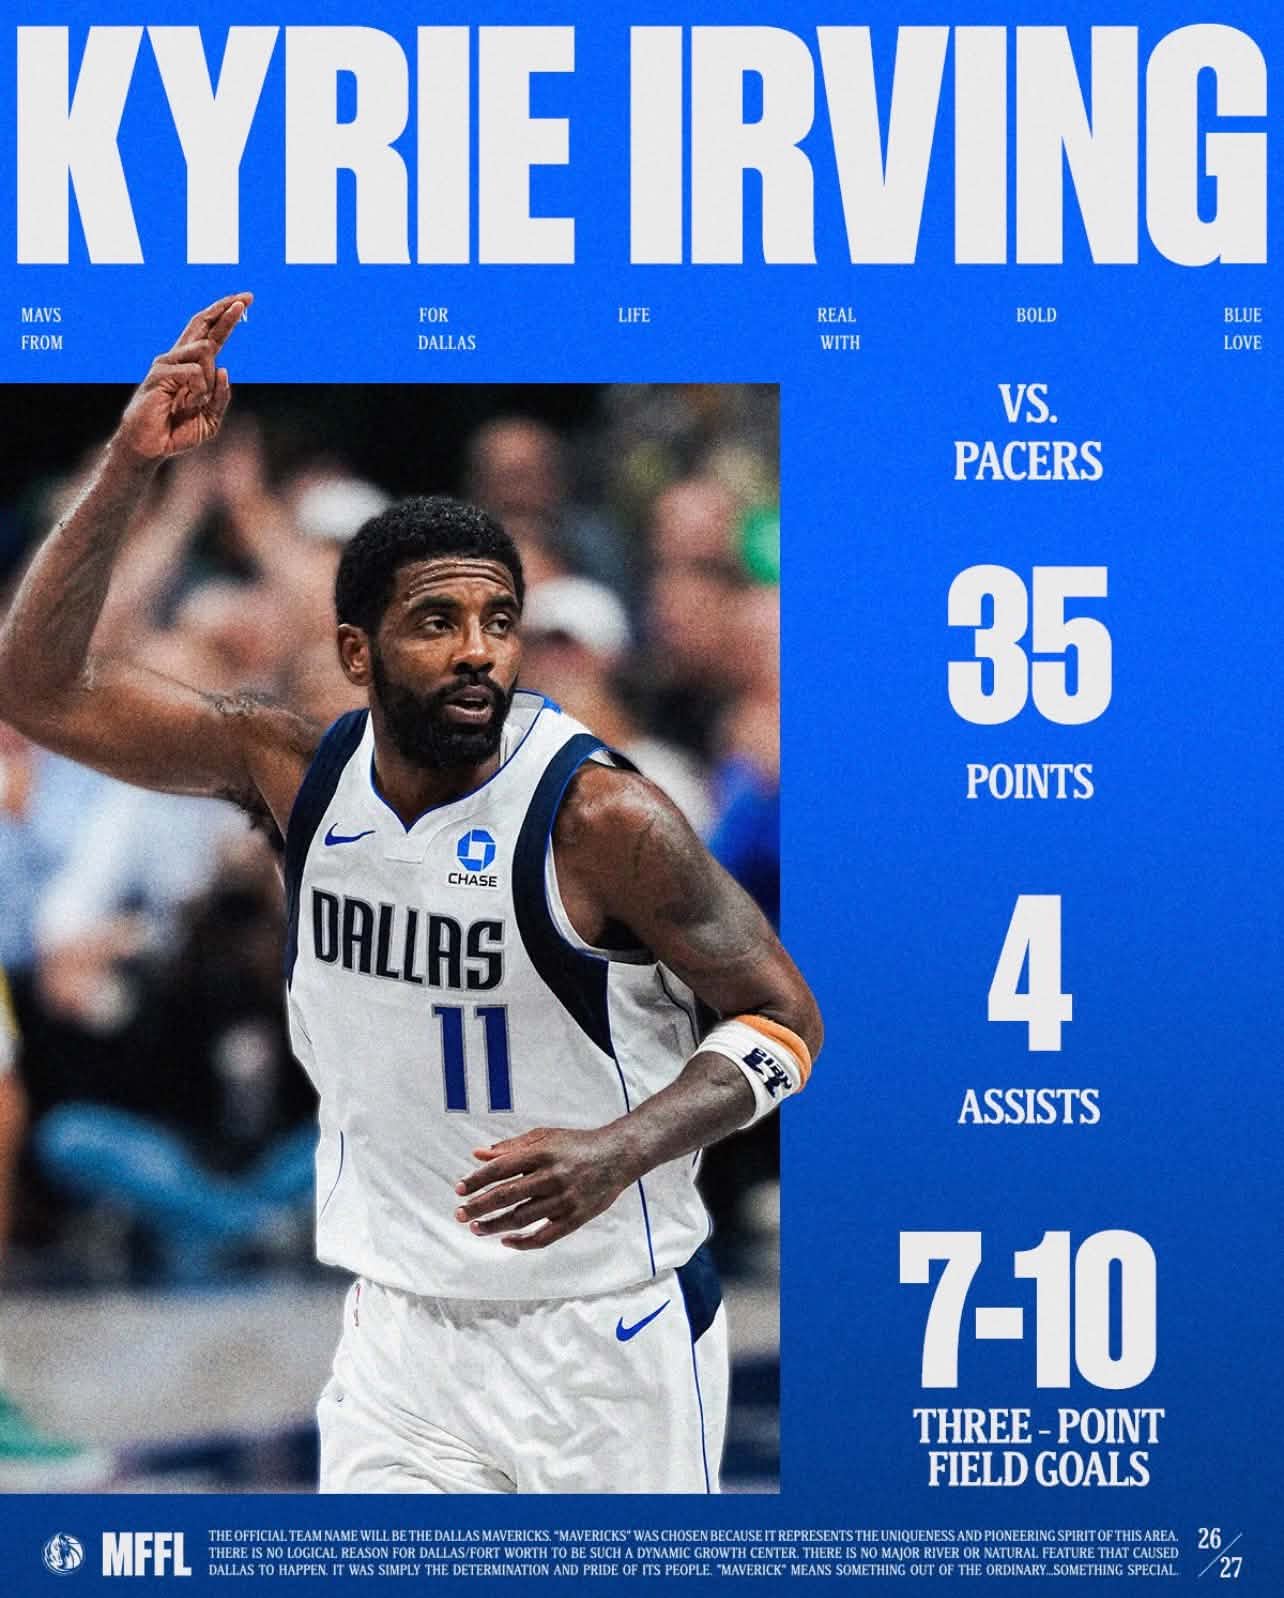 KYRIE IRVING
MAVS FOR LIFE REAL BOLD BLUE
FROM DALLAS WITH LOVE
VS.
PACERS
35
POINTS
4
ASSISTS
7-10
THREE - POINT
FIELD GOALS
CHASE
DALLAS
11
MFFL
THE OFFICIAL TEAM NAME WILL BE THE DALLAS MAVERICKS. "MAVERICKS" WAS CHOSEN BECAUSE IT REPRESENTS THE UNIQUENESS AND PIONEERING SPIRIT OF THIS AREA.
THERE IS NO LOGICAL REASON FOR DALLAS/FORT WORTH TO BE SUCH A DYNAMIC GROWTH CENTER. THERE IS NO MAJOR RIVER OR NATURAL FEATURE THAT CAUSED
DALLAS TO HAPPEN. IT WAS SIMPLY THE DETERMINATION AND PRIDE OF ITS PEOPLE. "MAVERICK" MEANS SOMETHING OUT OF THE ORDINARY...SOMETHING SPECIAL.
26/27